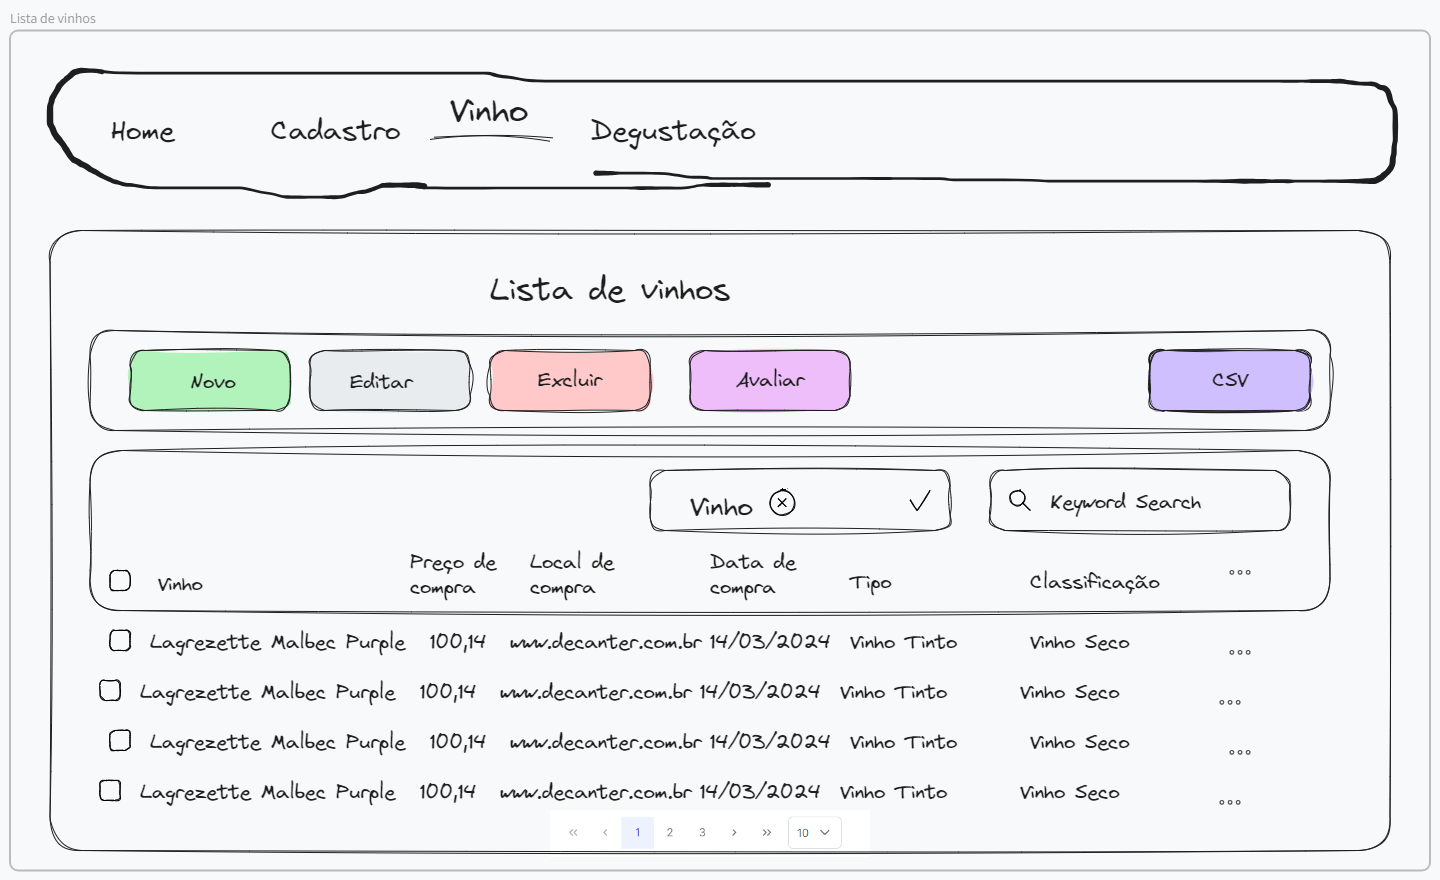 Lista de vinhos
Home Cadastro Vinho Degustação
Lista de vinhos
Novo Editar Excluir Avaliar CSV
Vinho Keyword Search
Vinho Preço de compra Local de compra Data de compra Tipo Classificação
Lagrezette Malbec Purple 100,14 www.decanter.com.br 14/03/2024 Vinho Tinto Vinho Seco
Lagrezette Malbec Purple 100,14 www.decanter.com.br 14/03/2024 Vinho Tinto Vinho Seco
Lagrezette Malbec Purple 100,14 www.decanter.com.br 14/03/2024 Vinho Tinto Vinho Seco
Lagrezette Malbec Purple 100,14 www.decanter.com.br 14/03/2024 Vinho Tinto Vinho Seco
« ‹ 1 2 3 › » 10